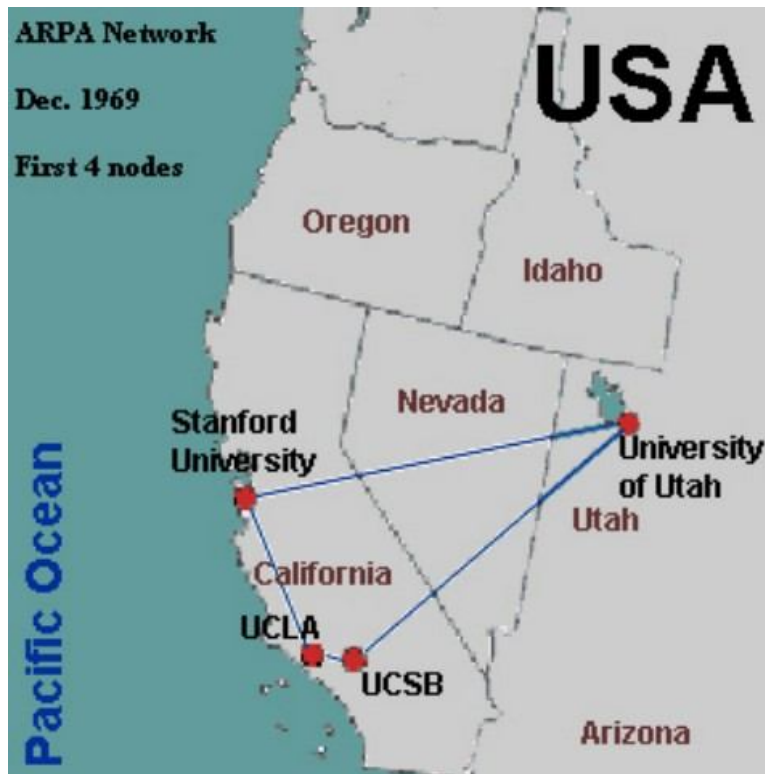 ARPA Network
Dec. 1969
First 4 nodes
USA
Oregon
Idaho
Nevada
Stanford
University
University
of Utah
Utah
California
UCLA
UCSB
Arizona
Pacific Ocean